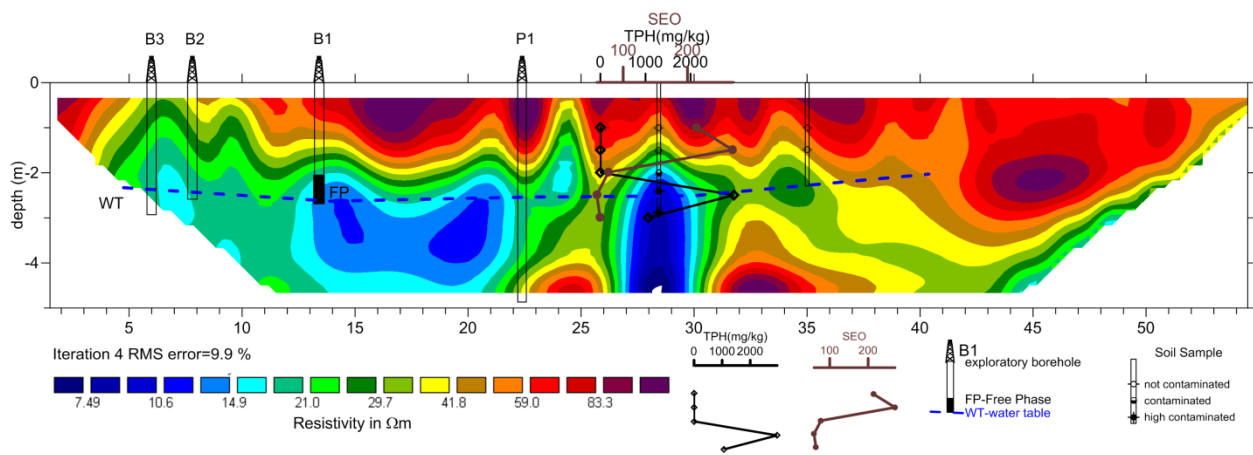 SEO
TPH(mg/kg)
100 200
0 1000 2000
B3 B2 B1 P1
0
-2
-4
depth (m)
WT
FP
5 10 15 20 25 30 35 40 45 50
Iteration 4 RMS error=9.9 %
7.49 10.6 14.9 21.0 29.7 41.8 59.0 83.3
Resistivity in Ωm
TPH(mg/kg)
0 1000 2000
SEO
100 200
B1
exploratory borehole
FP-Free Phase
WT-water table
Soil Sample
not contaminated
contaminated
high contaminated